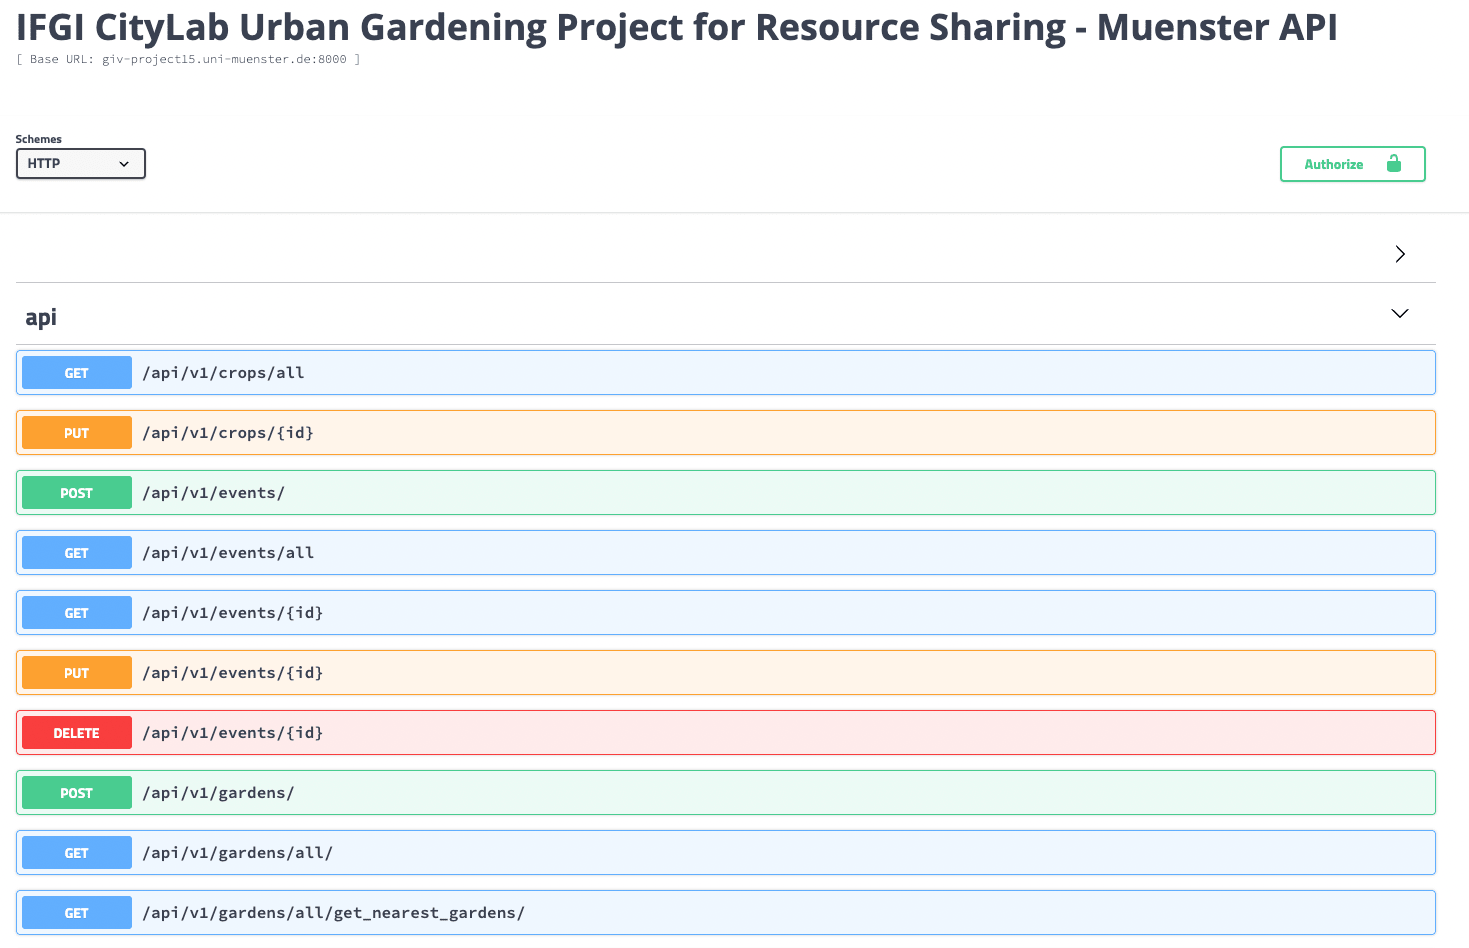 IFGI CityLab Urban Gardening Project for Resource Sharing - Muenster API
[ Base URL: giv-project15.uni-muenster.de:8000 ]
Schemes
HTTP
Authorize
api
GET /api/v1/crops/all
PUT /api/v1/crops/{id}
POST /api/v1/events/
GET /api/v1/events/all
GET /api/v1/events/{id}
PUT /api/v1/events/{id}
DELETE /api/v1/events/{id}
POST /api/v1/gardens/
GET /api/v1/gardens/all/
GET /api/v1/gardens/all/get_nearest_gardens/